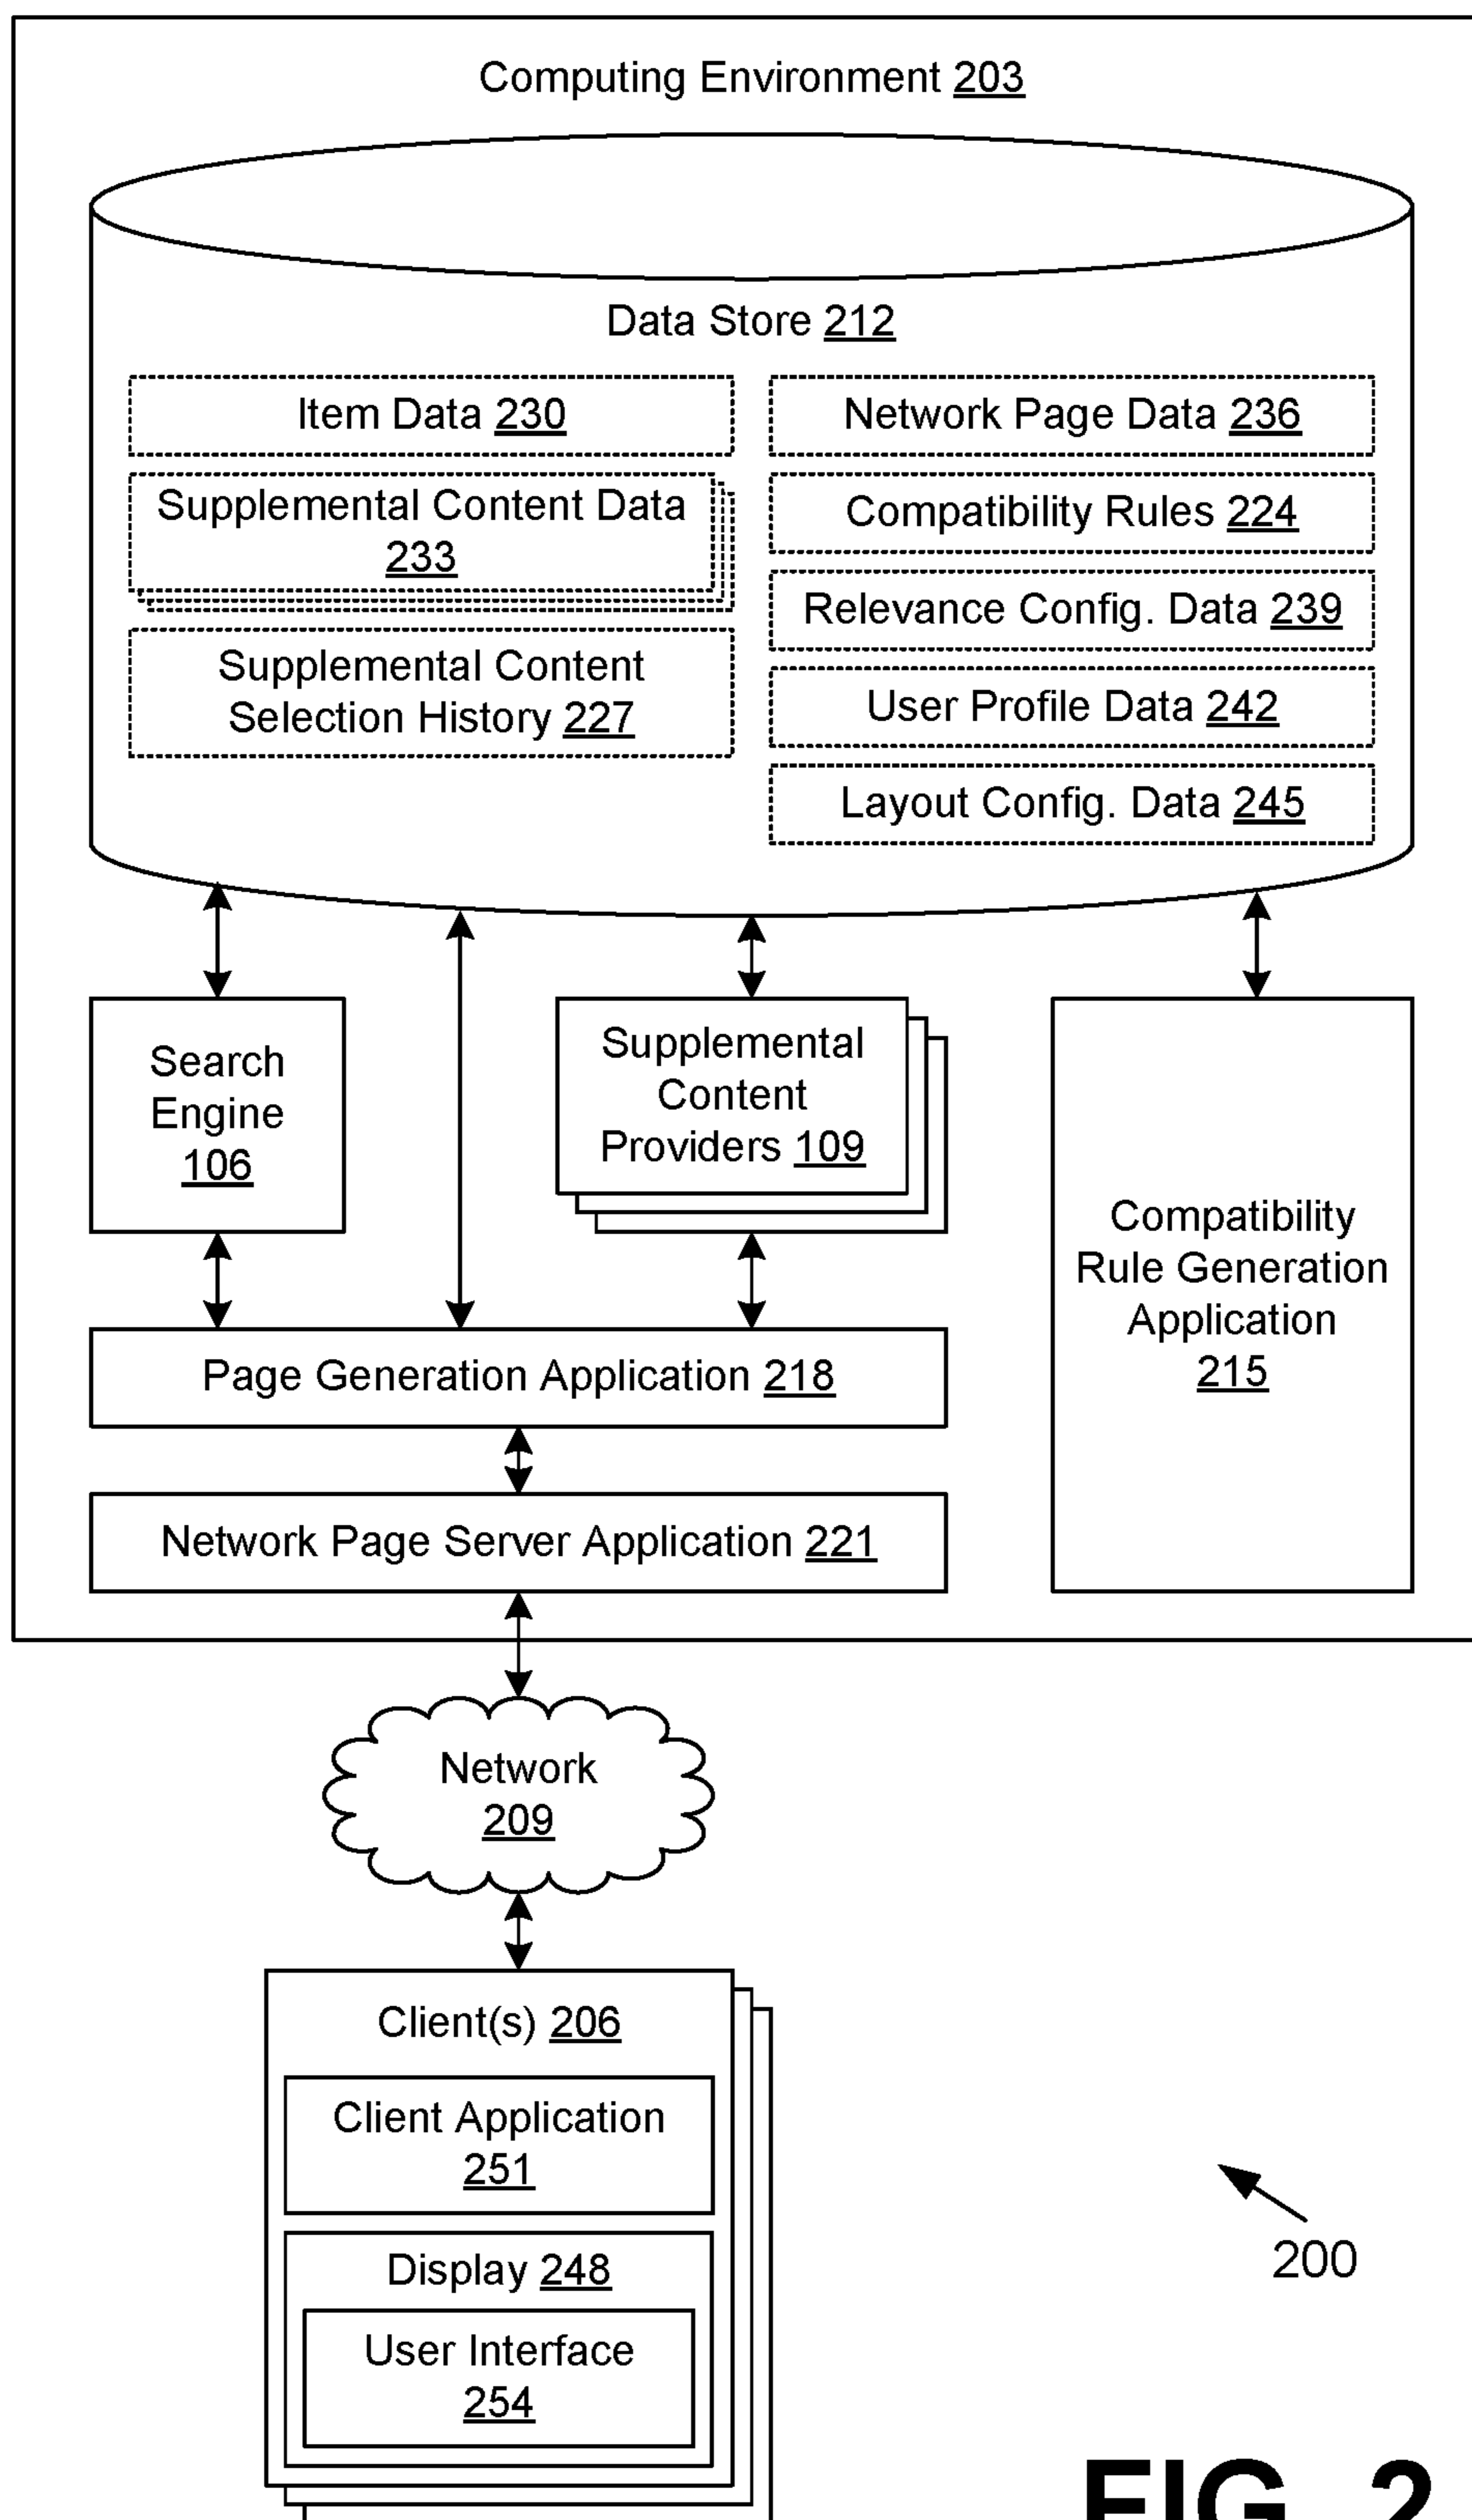 Computing Environment 203
Data Store 212
Item Data 230
Supplemental Content Data
233
Supplemental Content
Selection History 227
Network Page Data 236
Compatibility Rules 224
Relevance Config. Data 239
User Profile Data 242
Layout Config. Data 245
Search
Engine
106
Supplemental
Content
Providers 109
Compatibility
Rule Generation
Application
215
Page Generation Application 218
Network Page Server Application 221
Network
209
Client(s) 206
Client Application
251
Display 248
User Interface
254
200
FIG. 2